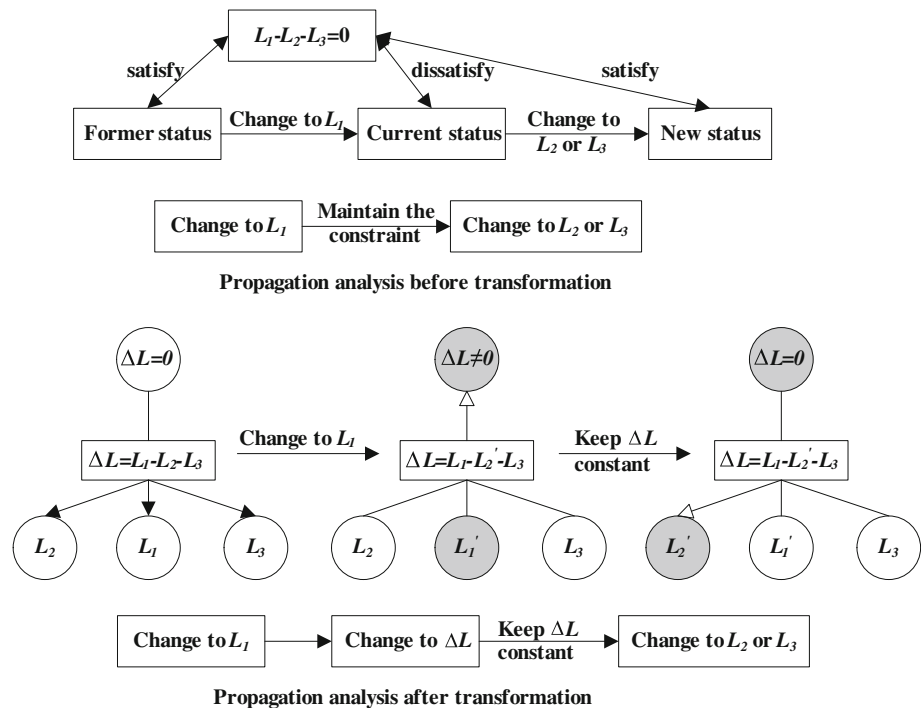 L₁-L₂-L₃=0
satisfy
dissatisfy
satisfy
Former status
Change to L₁
Current status
Change to
L₂ or L₃
New status
Change to L₁
Maintain the
constraint
Change to L₂ or L₃
Propagation analysis before transformation
ΔL=0
ΔL≠0
ΔL=0
ΔL=L₁-L₂-L₃
Change to L₁
ΔL=L₁-L₂'-L₃
Keep ΔL
constant
ΔL=L₁-L₂'-L₃
L₂
L₁
L₃
L₂
L₁'
L₃
L₂'
L₁'
L₃
Change to L₁
Change to ΔL
Keep ΔL
constant
Change to L₂ or L₃
Propagation analysis after transformation